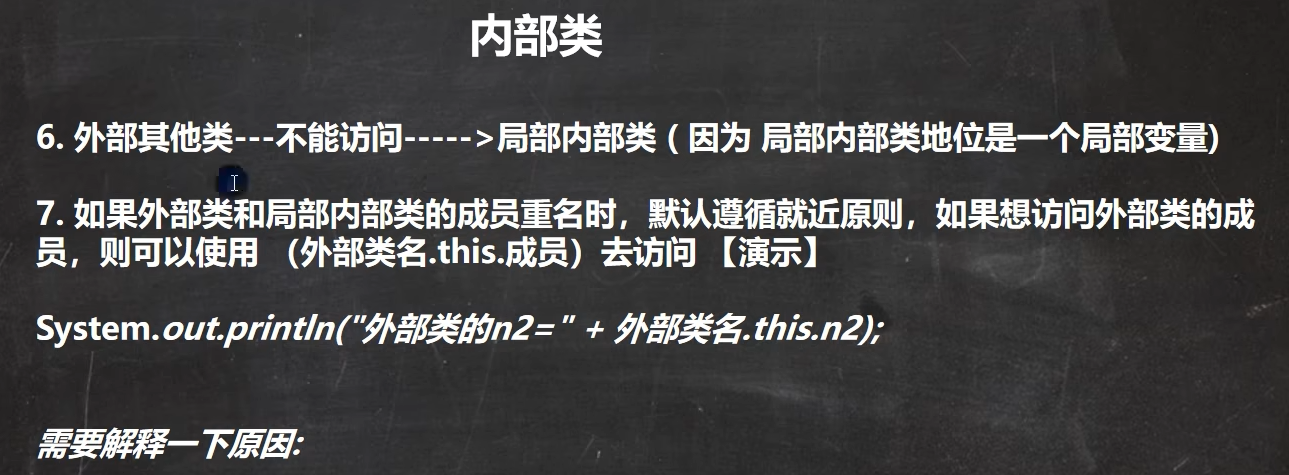 内部类
6. 外部其他类---不能访问----->局部内部类 ( 因为 局部内部类地位是一个局部变量)
7. 如果外部类和局部内部类的成员重名时，默认遵循就近原则，如果想访问外部类的成
员，则可以使用 （外部类名.this.成员）去访问 【演示】
System.out.println("外部类的n2=" + 外部类名.this.n2);
需要解释一下原因: